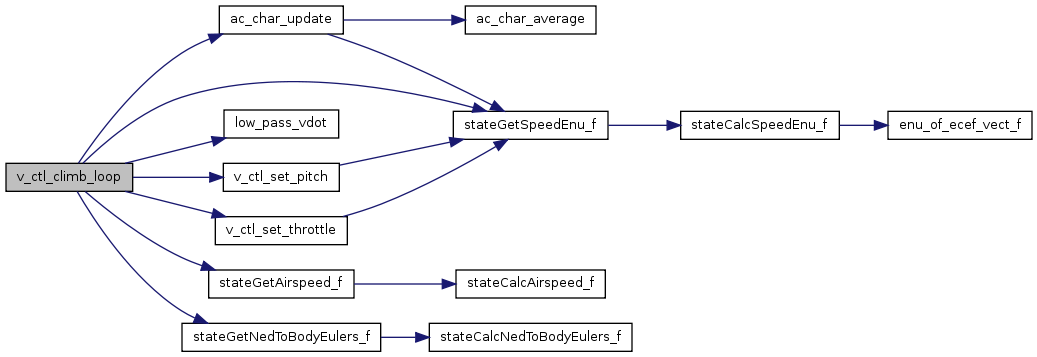 ac_char_update
ac_char_average
low_pass_vdot
stateGetSpeedEnu_f
stateCalcSpeedEnu_f
enu_of_ecef_vect_f
v_ctl_climb_loop
v_ctl_set_pitch
v_ctl_set_throttle
stateGetAirspeed_f
stateCalcAirspeed_f
stateGetNedToBodyEulers_f
stateCalcNedToBodyEulers_f